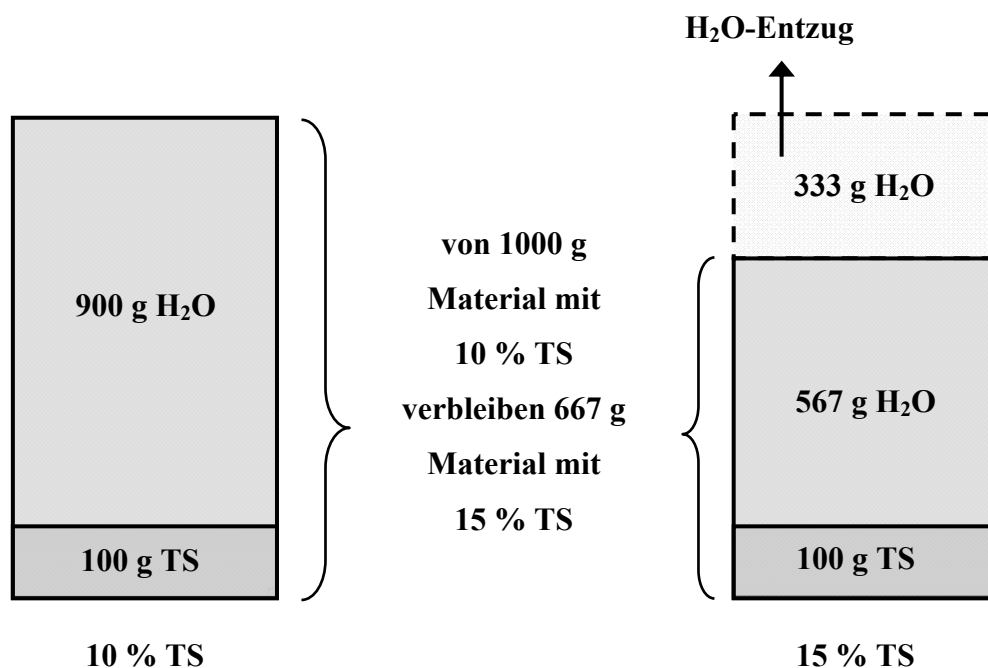 H₂O-Entzug
333 g H₂O
900 g H₂O
von 1000 g
Material mit
10 % TS
verbleiben 667 g
Material mit
15 % TS
567 g H₂O
100 g TS
100 g TS
10 % TS
15 % TS